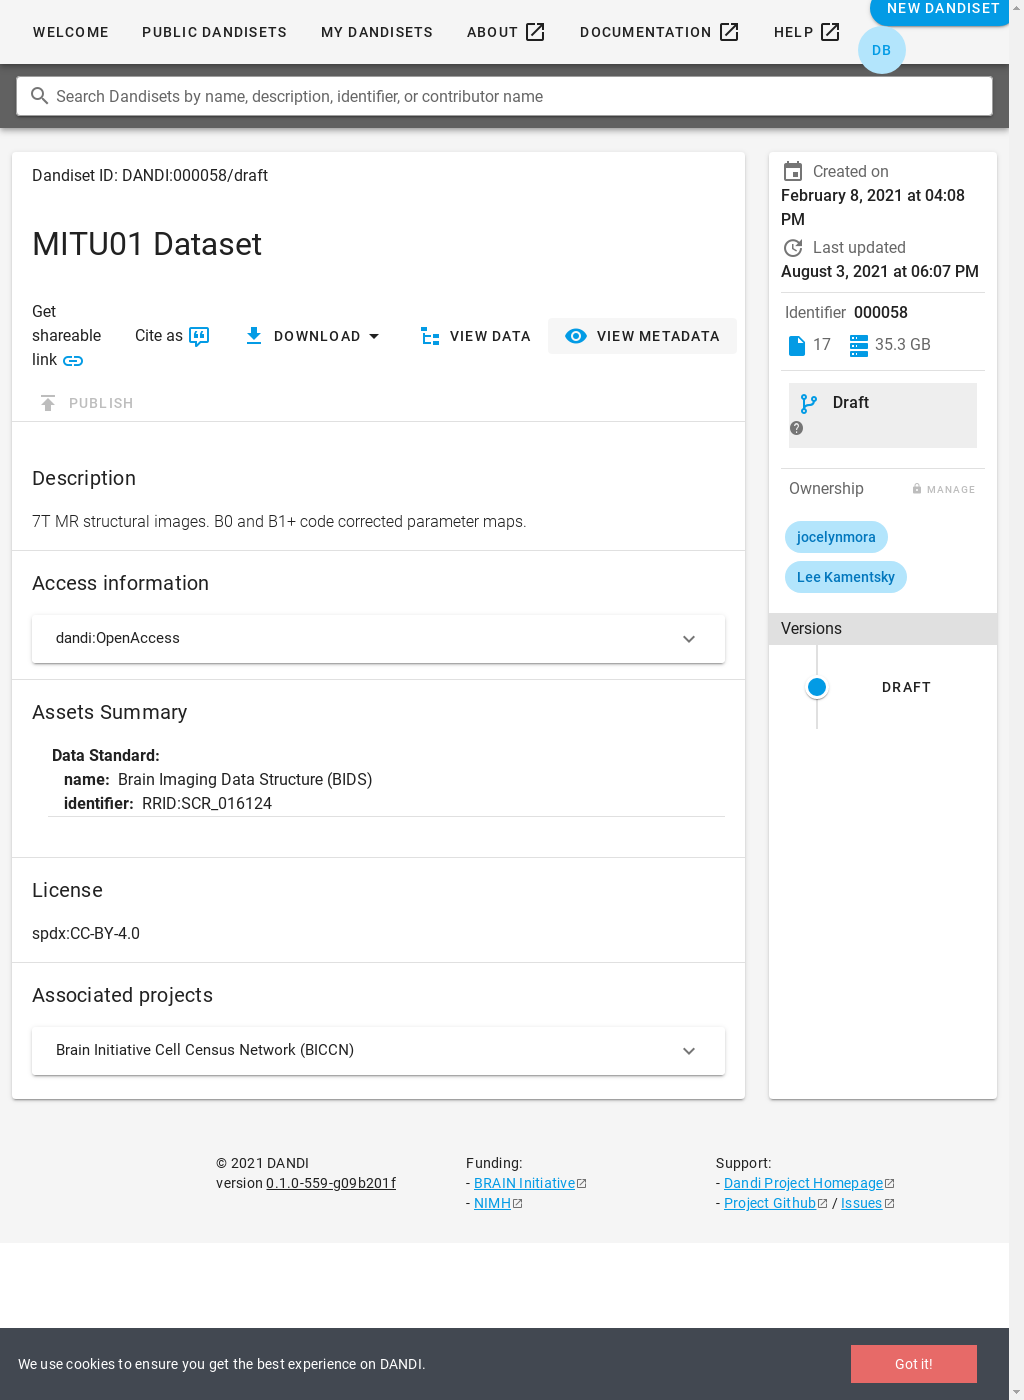 WELCOME
PUBLIC DANDISETS
MY DANDISETS
ABOUT
DOCUMENTATION
HELP
NEW DANDISET
DB
Search Dandisets by name, description, identifier, or contributor name
Dandiset ID: DANDI:000058/draft
MITU01 Dataset
Get
shareable
link
Cite as
DOWNLOAD
VIEW DATA
VIEW METADATA
PUBLISH
Description
7T MR structural images. B0 and B1+ code corrected parameter maps.
Access information
dandi:OpenAccess
Assets Summary
Data Standard:
name: Brain Imaging Data Structure (BIDS)
identifier: RRID:SCR_016124
License
spdx:CC-BY-4.0
Associated projects
Brain Initiative Cell Census Network (BICCN)
Created on
February 8, 2021 at 04:08
PM
Last updated
August 3, 2021 at 06:07 PM
Identifier 000058
17 35.3 GB
Draft
Ownership
MANAGE
jocelynmora
Lee Kamentsky
Versions
DRAFT
© 2021 DANDI
version 0.1.0-559-g09b201f
Funding:
- BRAIN Initiative
- NIMH
Support:
- Dandi Project Homepage
- Project Github / Issues
We use cookies to ensure you get the best experience on DANDI.
Got it!